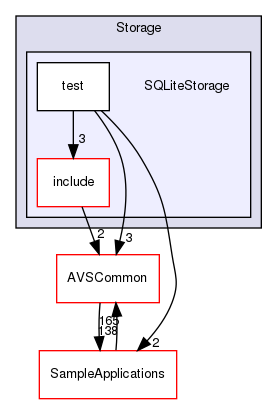 Storage
test
SQLiteStorage
3
include
2
3
AVSCommon
165
138
2
SampleApplications